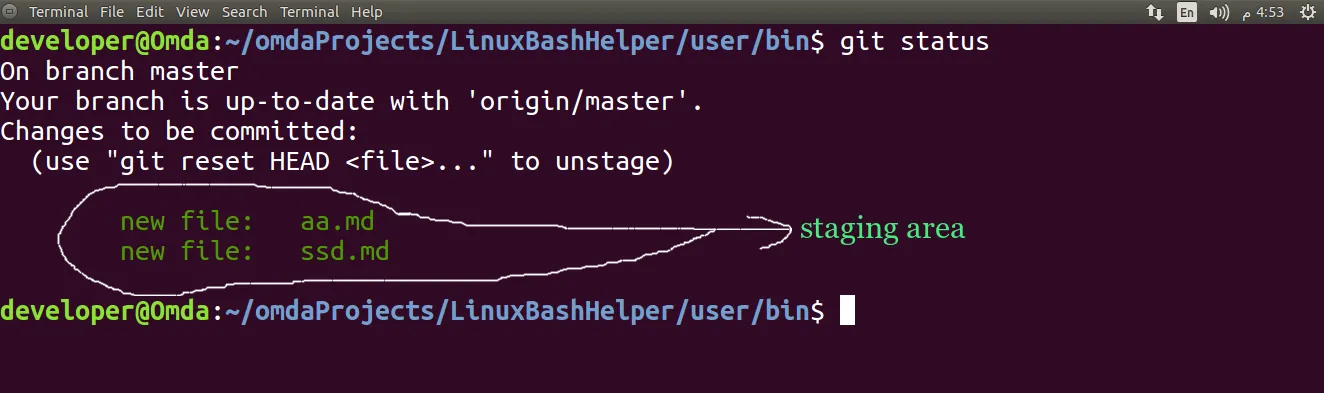 Terminal File Edit View Search Terminal Help En م 4:53
developer@Omda:~/omdaProjects/LinuxBashHelper/user/bin$ git status
On branch master
Your branch is up-to-date with 'origin/master'.
Changes to be committed:
  (use "git reset HEAD <file>..." to unstage)
new file:   aa.md
staging area
new file:   ssd.md
developer@Omda:~/omdaProjects/LinuxBashHelper/user/bin$